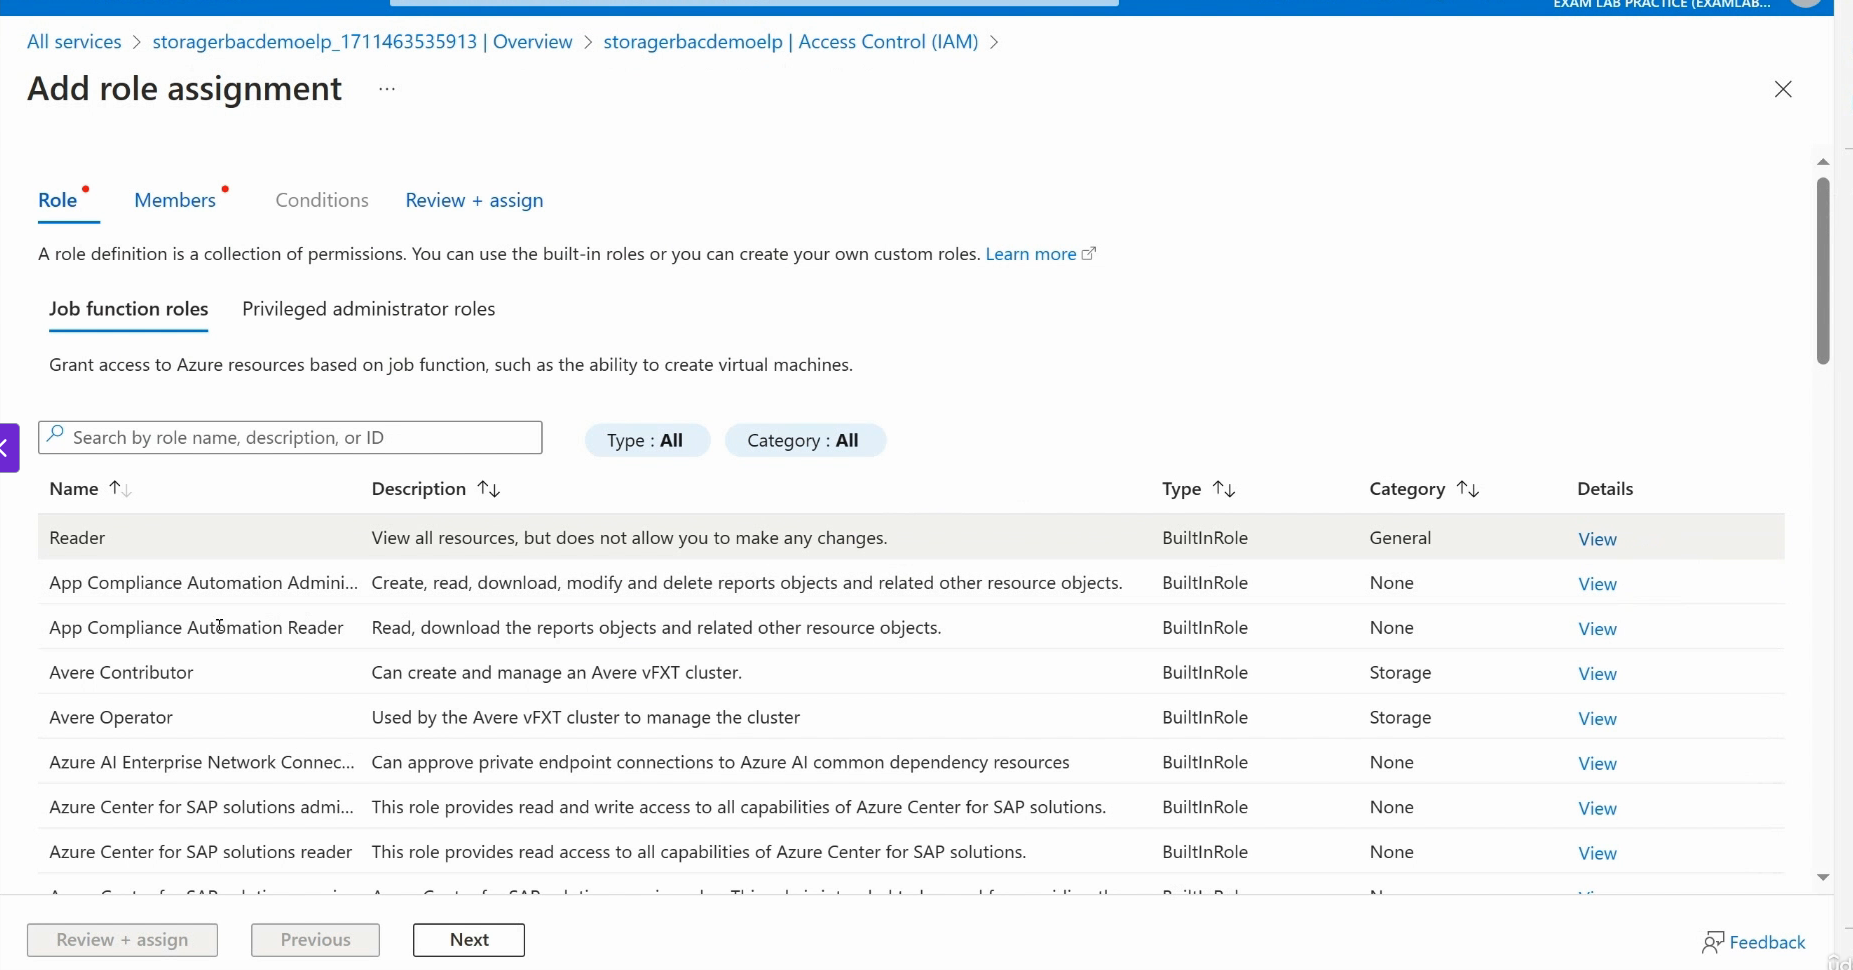 EXAM LAB PRACTICE (EXAMLAB...
All services > storagerbacdemoelp_1711463535913 | Overview > storagerbacdemoelp | Access Control (IAM) >
Add role assignment ...
Role Members Conditions Review + assign
A role definition is a collection of permissions. You can use the built-in roles or you can create your own custom roles. Learn more
Job function roles Privileged administrator roles
Grant access to Azure resources based on job function, such as the ability to create virtual machines.
Search by role name, description, or ID Type : All Category : All
Name Description Type Category Details
Reader View all resources, but does not allow you to make any changes. BuiltInRole General View
App Compliance Automation Admini... Create, read, download, modify and delete reports objects and related other resource objects. BuiltInRole None View
App Compliance Automation Reader Read, download the reports objects and related other resource objects. BuiltInRole None View
Avere Contributor Can create and manage an Avere vFXT cluster. BuiltInRole Storage View
Avere Operator Used by the Avere vFXT cluster to manage the cluster BuiltInRole Storage View
Azure AI Enterprise Network Connec... Can approve private endpoint connections to Azure AI common dependency resources BuiltInRole None View
Azure Center for SAP solutions admi... This role provides read and write access to all capabilities of Azure Center for SAP solutions. BuiltInRole None View
Azure Center for SAP solutions reader This role provides read access to all capabilities of Azure Center for SAP solutions. BuiltInRole None View
Review + assign Previous Next Feedback